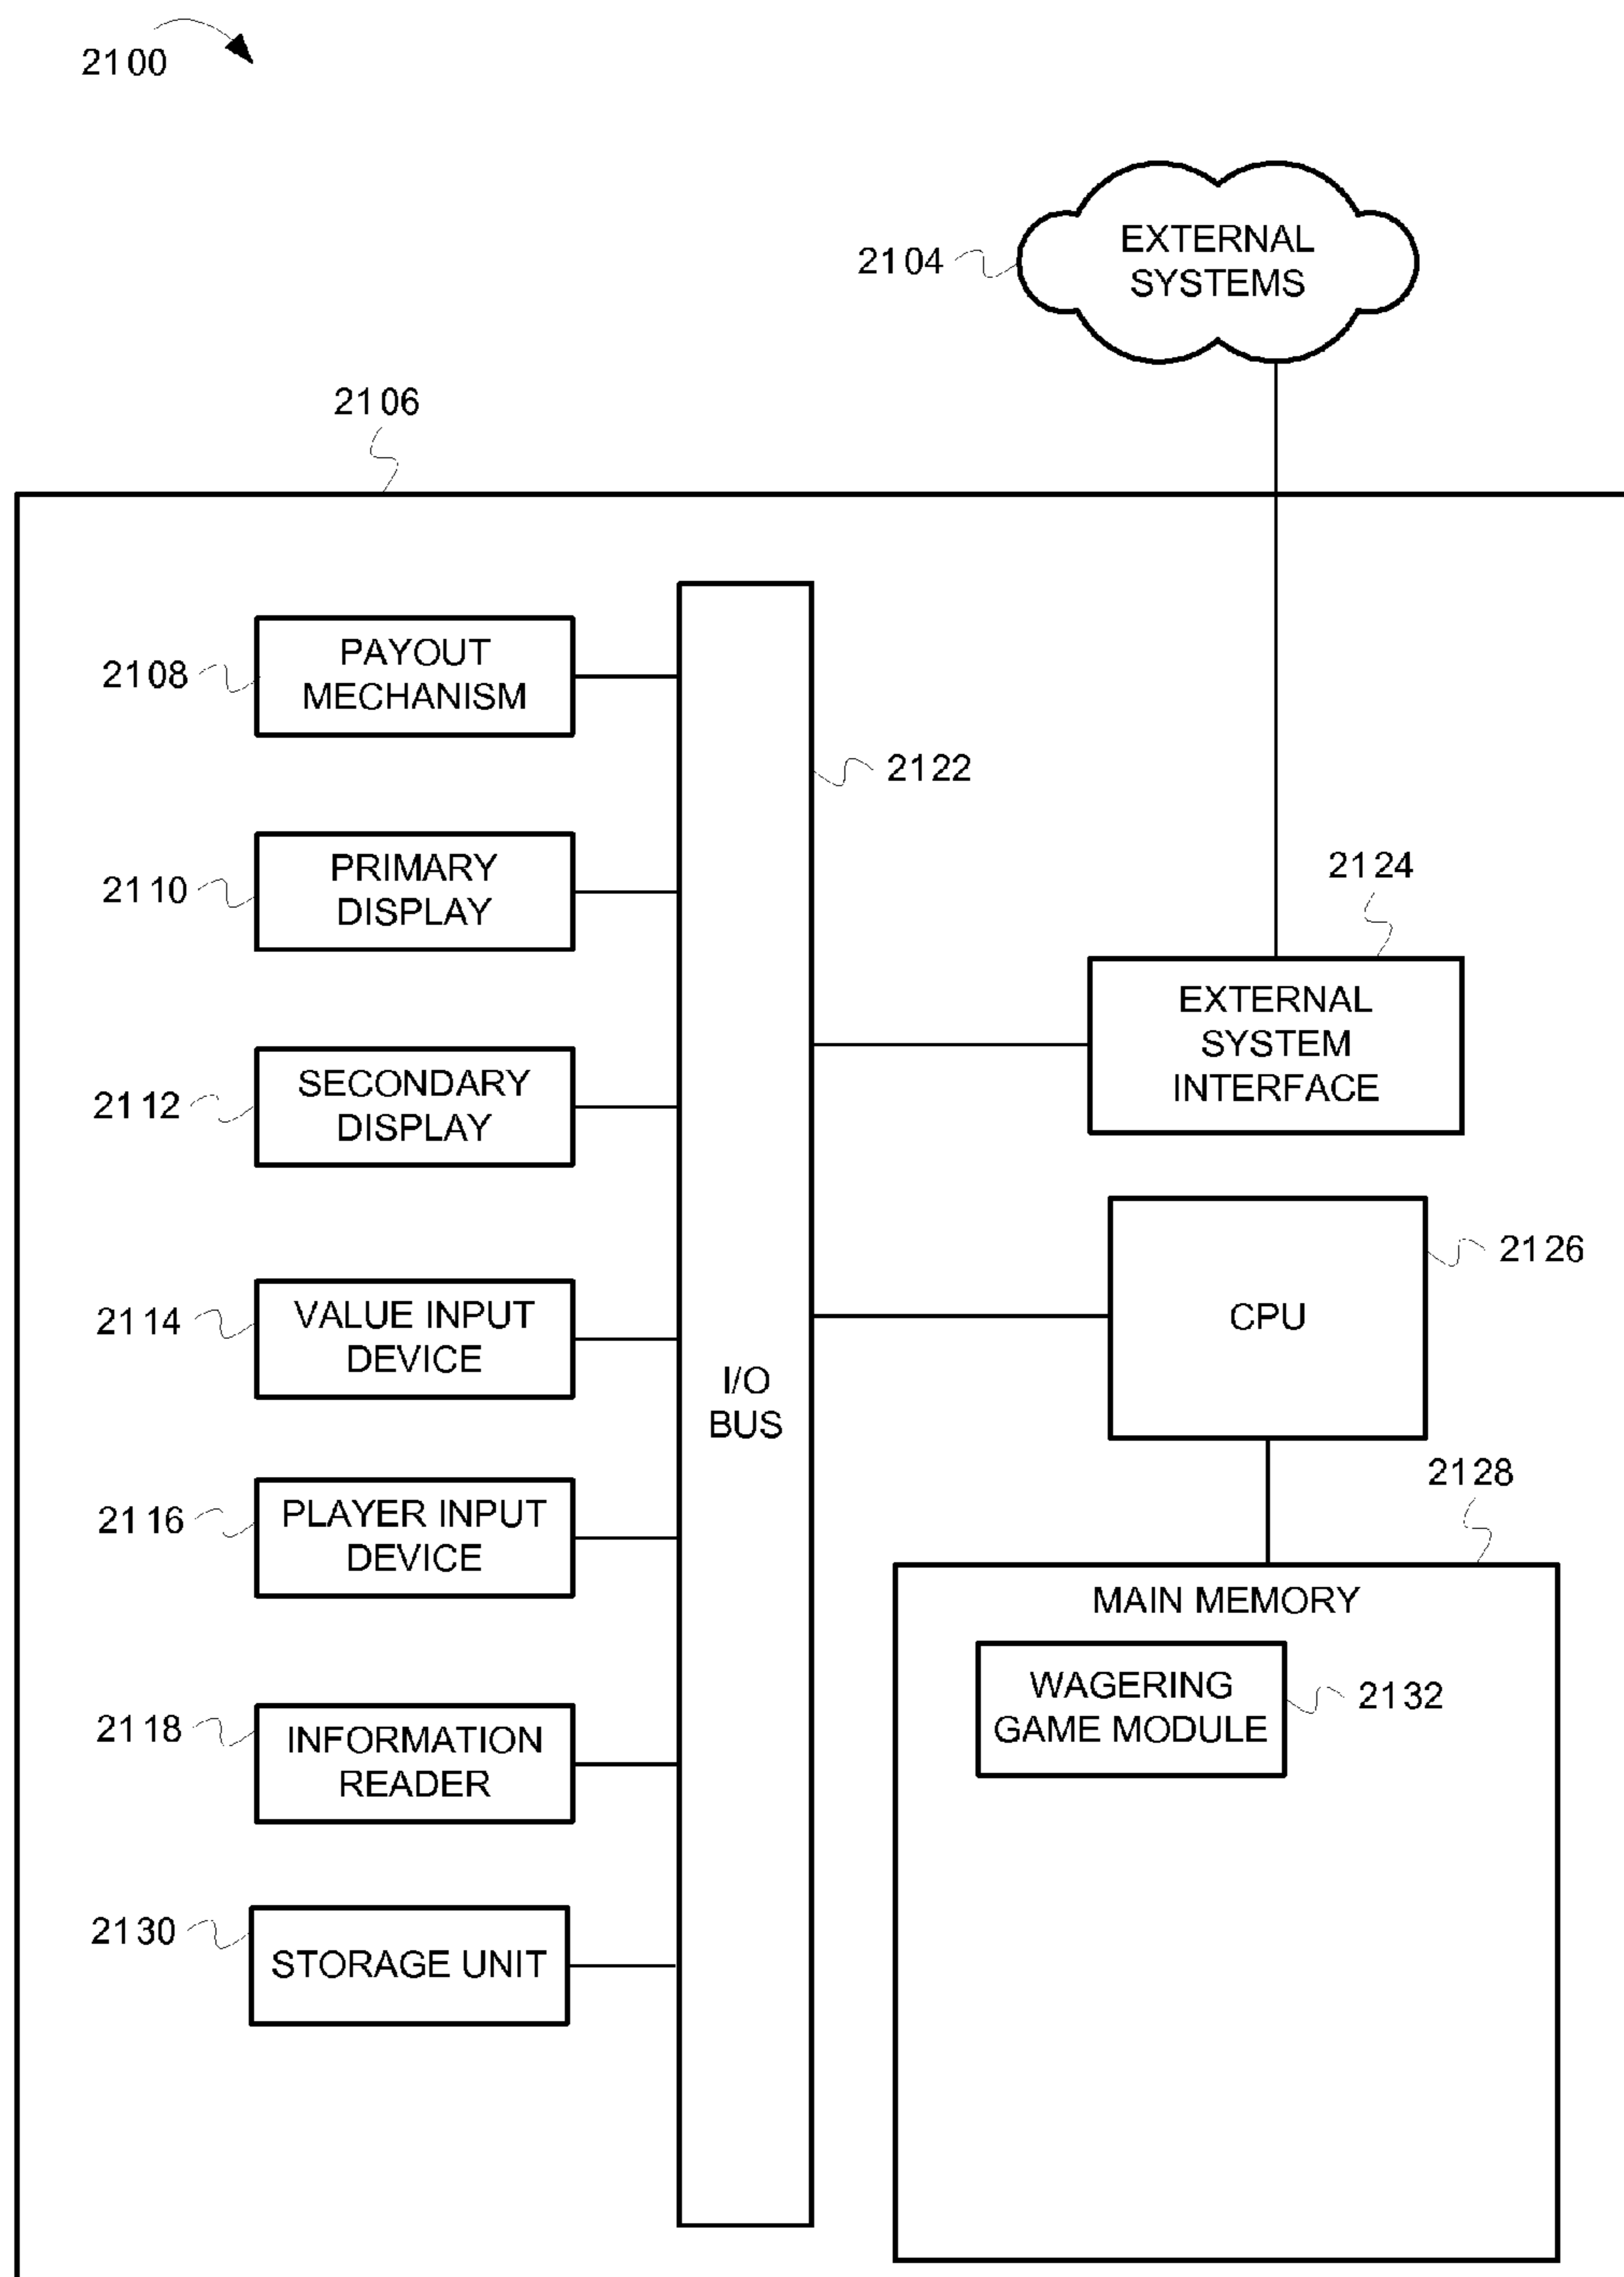 2100
EXTERNAL
SYSTEMS
2104
2106
PAYOUT
MECHANISM
2108
2122
PRIMARY
DISPLAY
2110
2124
EXTERNAL
SYSTEM
INTERFACE
SECONDARY
DISPLAY
2112
2126
CPU
VALUE INPUT
DEVICE
2114
I/O
BUS
2128
PLAYER INPUT
DEVICE
2116
MAIN MEMORY
WAGERING
GAME MODULE
2132
2118
INFORMATION
READER
2130
STORAGE UNIT